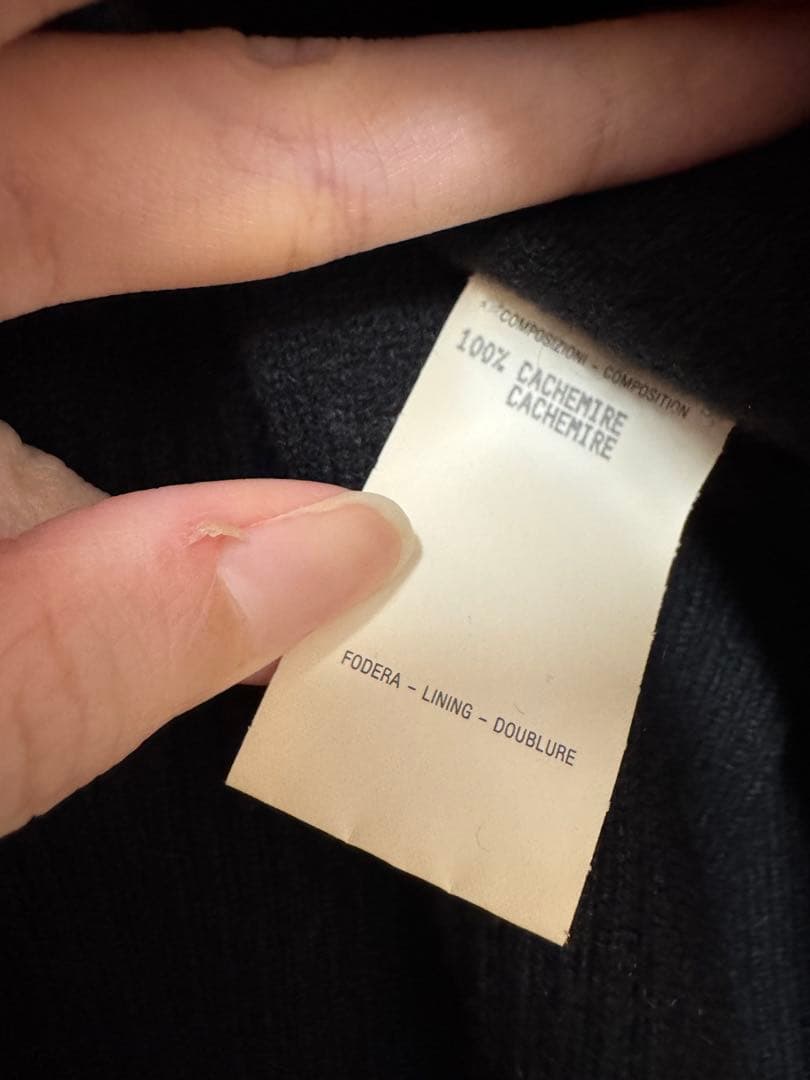 COMPOSIZIONI - COMPOSITION
100% CACHEMIRE
CACHEMIRE
FODERA - LINING - DOUBLURE